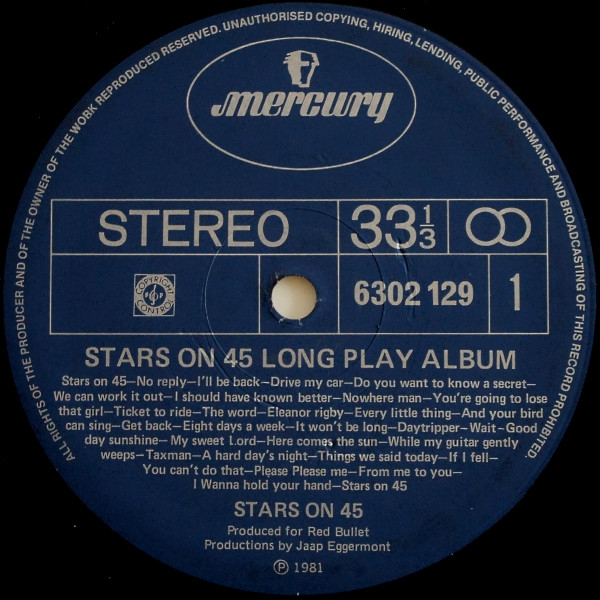 ALL RIGHTS OF THE PRODUCER AND OF THE OWNER OF THE WORK REPRODUCED RESERVED. UNAUTHORISED COPYING, HIRING, LENDING, PUBLIC PERFORMANCE AND BROADCASTING OF THIS RECORD PROHIBITED.
mercury
STEREO 33 1/3
COPYRIGHT CONTROL
6302 129 1
STARS ON 45 LONG PLAY ALBUM
Stars on 45—No reply—I'll be back—Drive my car—Do you want to know a secret—
We can work it out—I should have known better—Nowhere man—You're going to lose
that girl—Ticket to ride—The word—Eleanor rigby—Every little thing—And your bird
can sing—Get back—Eight days a week—It won't be long—Daytripper—Wait—Good
day sunshine—My sweet Lord—Here comes the sun—While my guitar gently
weeps—Taxman—A hard day's night—Things we said today—If I fell—
You can't do that—Please Please me—From me to you—
I Wanna hold your hand—Stars on 45
STARS ON 45
Produced for Red Bullet
Productions by Jaap Eggermont
℗ 1981